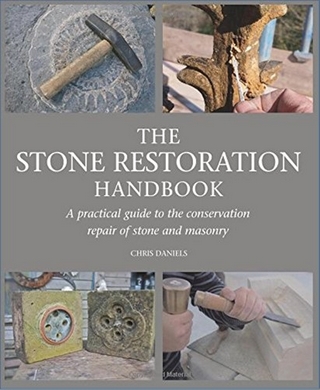 THE
STONE RESTORATION
HANDBOOK
A practical guide to the conservation
repair of stone and masonry
CHRIS DANIELS